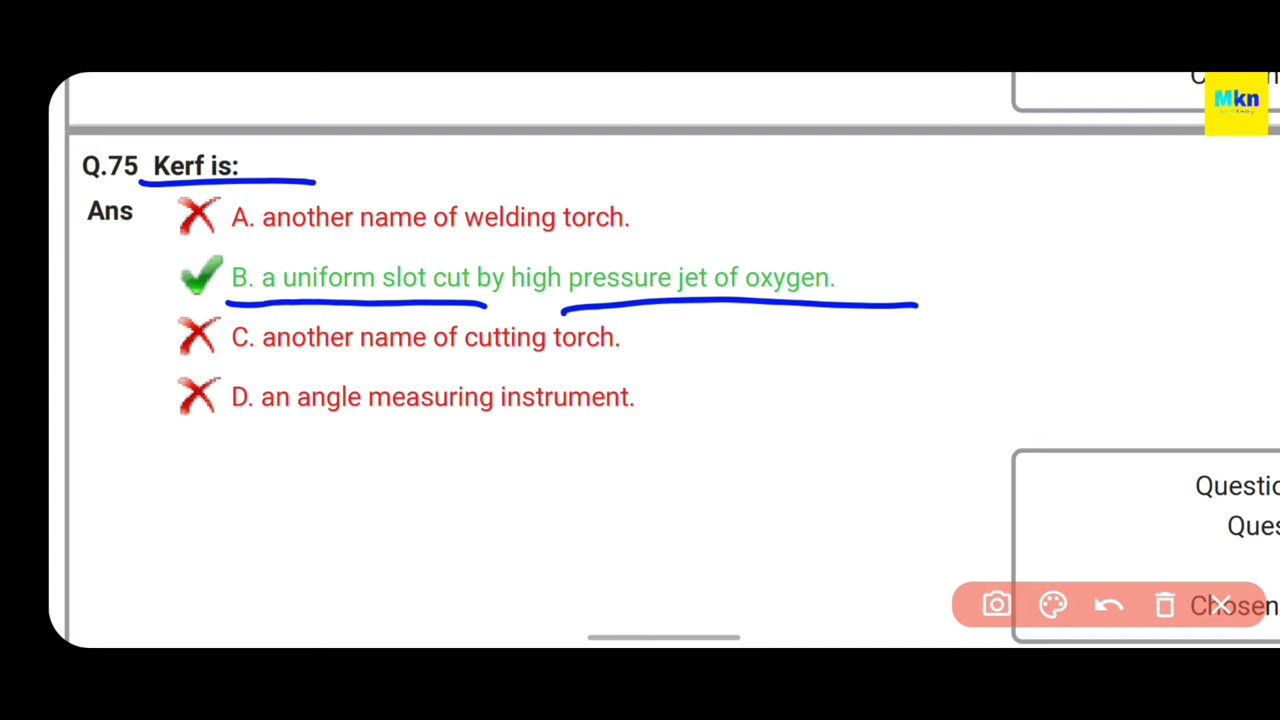 Mkn
Q.75 Kerf is:
Ans
A. another name of welding torch.
B. a uniform slot cut by high pressure jet of oxygen.
C. another name of cutting torch.
D. an angle measuring instrument.
Chosen